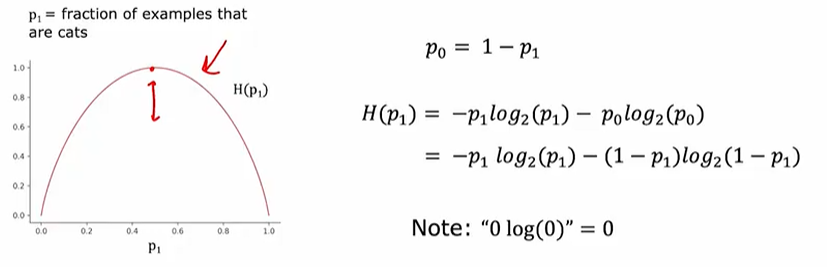 p₁ = fraction of examples that
are cats
1.0
0.8
0.6
0.4
0.2
0.0
0.0 0.2 0.4 0.6 0.8 1.0
p₁
H(p₁)
p₀ = 1 − p₁
H(p₁) = −p₁log₂(p₁) − p₀log₂(p₀)
= −p₁ log₂(p₁) − (1 − p₁)log₂(1 − p₁)
Note: “0 log(0)” = 0